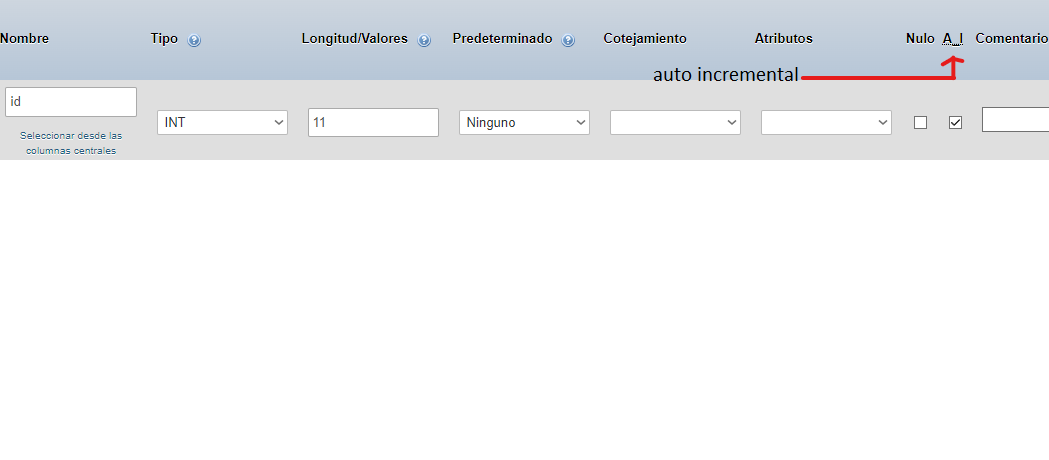 Nombre Tipo Longitud/Valores Predeterminado Cotejamiento Atributos Nulo A_I Comentario
auto incremental
id INT 11 Ninguno
Seleccionar desde las
columnas centrales